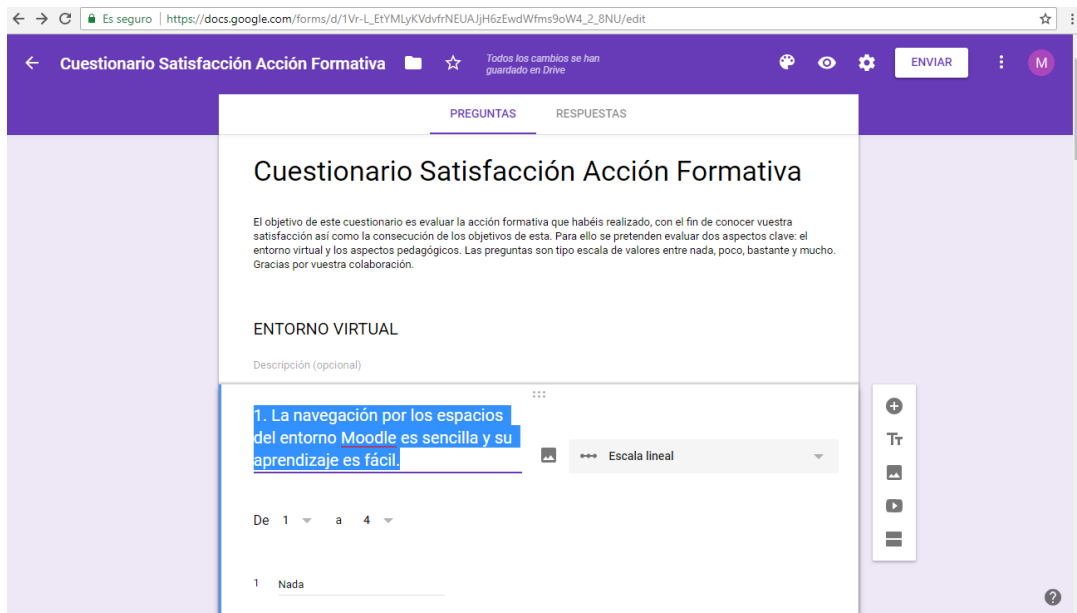 Es seguro | https://docs.google.com/forms/d/1Vr-L_EtYMLyKVdvfrNEUAJjH6zEwdWfms9oW4_2_8NU/edit
Cuestionario Satisfacción Acción Formativa
Todos los cambios se han
guardado en Drive
ENVIAR
M
PREGUNTAS
RESPUESTAS
Cuestionario Satisfacción Acción Formativa
El objetivo de este cuestionario es evaluar la acción formativa que habéis realizado, con el fin de conocer vuestra
satisfacción así como la consecución de los objetivos de esta. Para ello se pretenden evaluar dos aspectos clave: el
entorno virtual y los aspectos pedagógicos. Las preguntas son tipo escala de valores entre nada, poco, bastante y mucho.
Gracias por vuestra colaboración.
ENTORNO VIRTUAL
Descripción (opcional)
1. La navegación por los espacios
del entorno Moodle es sencilla y su
aprendizaje es fácil.
Escala lineal
Tт
De 1 a 4
1 Nada